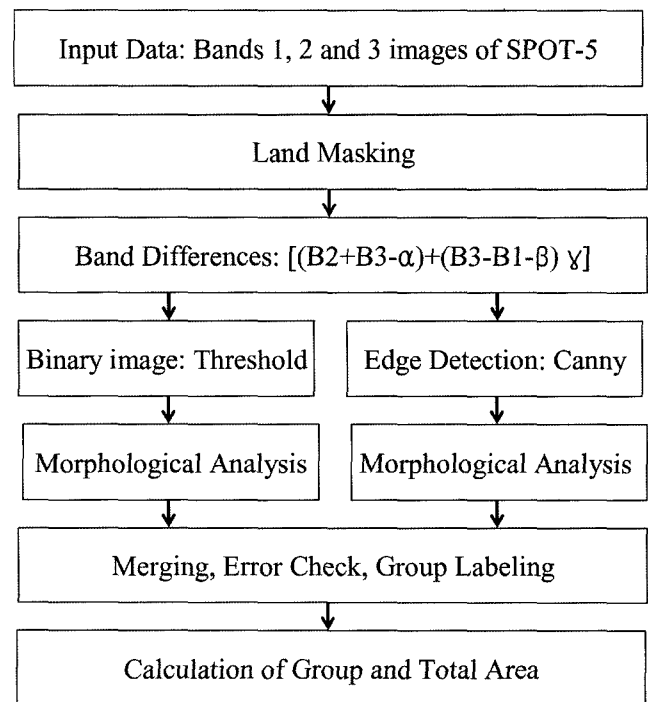 Input Data: Bands 1, 2 and 3 images of SPOT-5
Land Masking
Band Differences: [(B2+B3-α)+(B3-B1-β) ɣ]
Binary image: Threshold
Edge Detection: Canny
Morphological Analysis
Morphological Analysis
Merging, Error Check, Group Labeling
Calculation of Group and Total Area